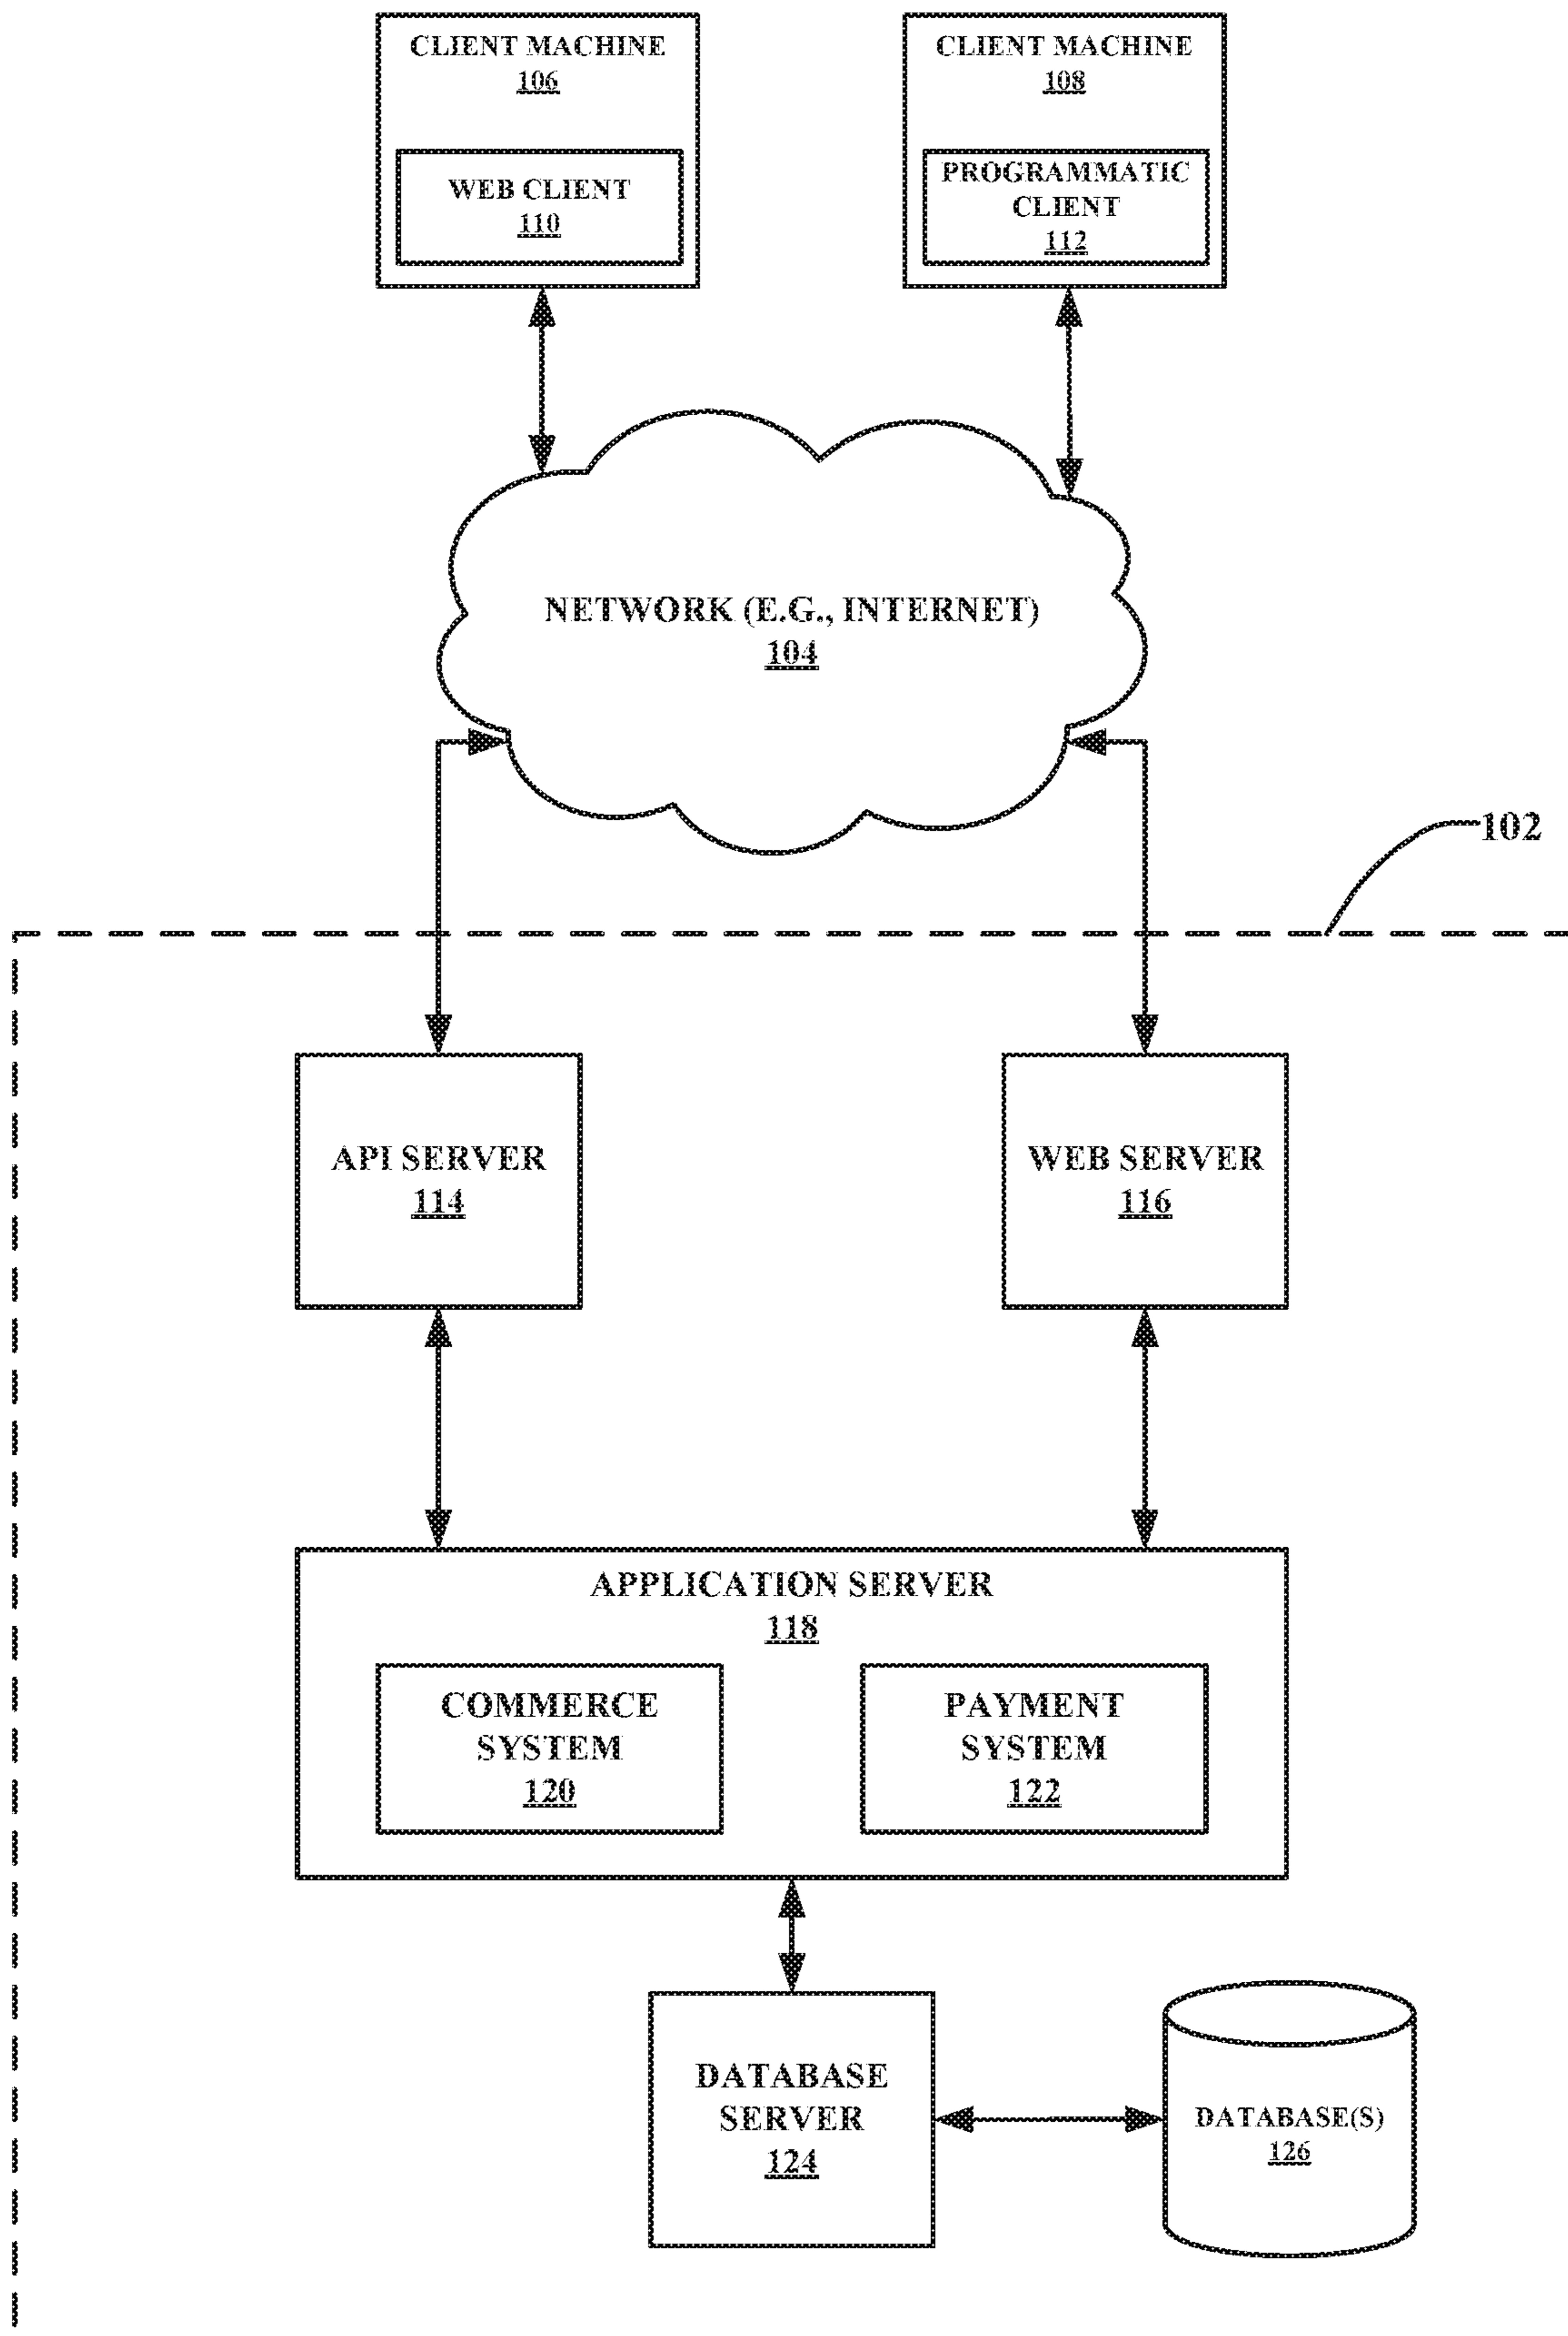 CLIENT MACHINE
106
WEB CLIENT
110
CLIENT MACHINE
108
PROGRAMMATIC
CLIENT
112
NETWORK (E.G., INTERNET)
104
102
API SERVER
114
WEB SERVER
116
APPLICATION SERVER
118
COMMERCE
SYSTEM
120
PAYMENT
SYSTEM
122
DATABASE
SERVER
124
DATABASE(S)
126